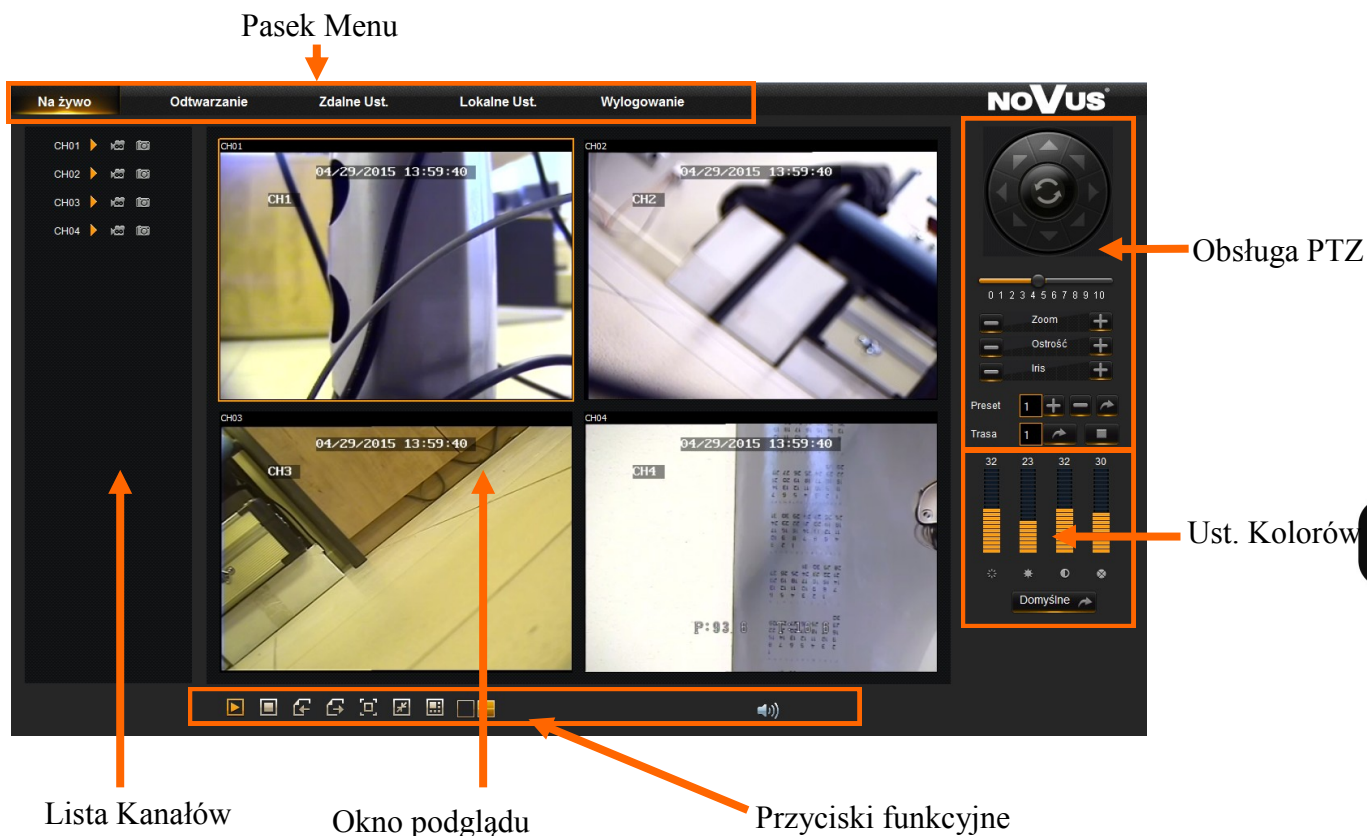 Pasek Menu
Na żywo Odtwarzanie Zdalne Ust. Lokalne Ust. Wylogowanie
NOVUS
CH01
CH02
CH03
CH04
CH01
04/29/2015 13:59:40
CH1
CH02
04/29/2015 13:59:40
CH2
CH03
04/29/2015 13:59:40
CH3
CH04
04/29/2015 13:59:40
CH4
P:93
Obsługa PTZ
0 1 2 3 4 5 6 7 8 9 10
Zoom
Ostrość
Iris
Preset 1
Trasa 1
32 23 32 30
Ust. Kolorów
Domyślne
Lista Kanałów
Okno podglądu
Przyciski funkcyjne